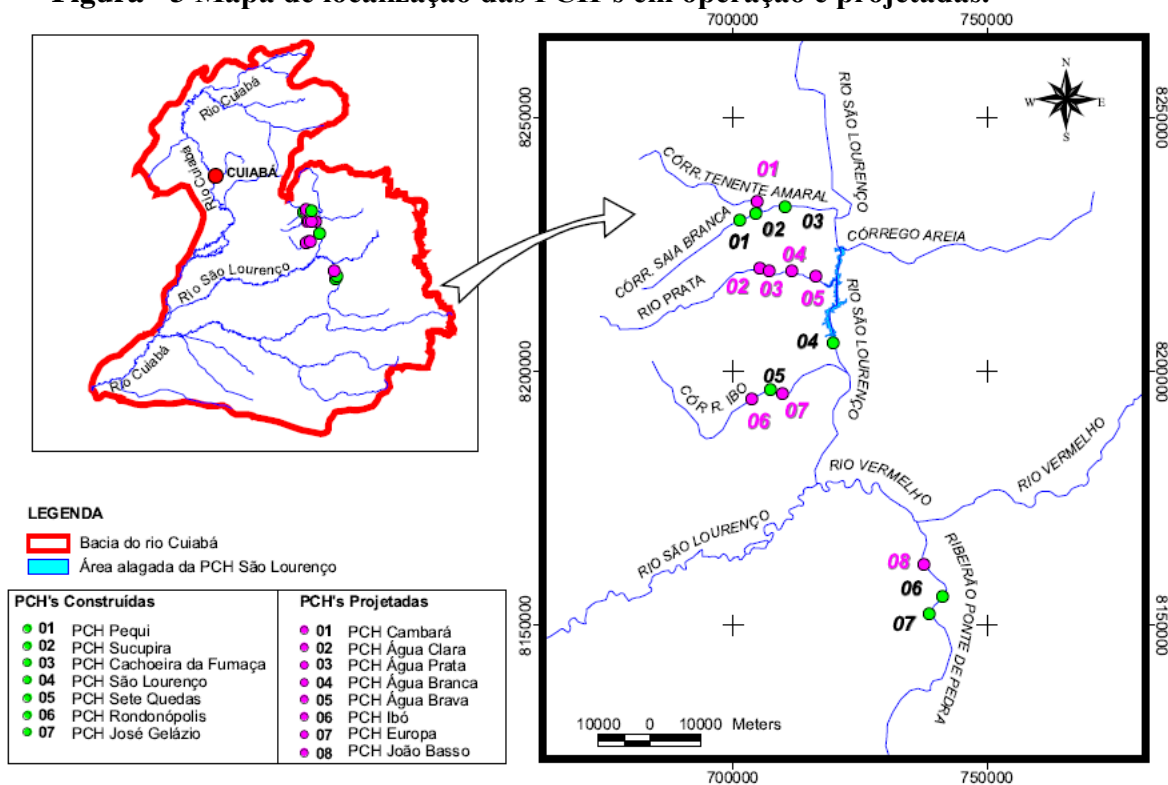 Figura - 3 Mapa de localização das PCH's em operação e projetadas.
Rio Cuiabá
Rio Cuiabá
CUIABÁ
Rio São Lourenço
Rio Cuiabá
LEGENDA
Bacia do rio Cuiabá
Área alagada da PCH São Lourenço
PCH's Construídas
01 PCH Pequi
02 PCH Sucupira
03 PCH Cachoeira da Fumaça
04 PCH São Lourenço
05 PCH Sete Quedas
06 PCH Rondonópolis
07 PCH José Gelázio
PCH's Projetadas
01 PCH Cambará
02 PCH Água Clara
03 PCH Água Prata
04 PCH Água Branca
05 PCH Água Brava
06 PCH Ibó
07 PCH Europa
08 PCH João Basso
700000 750000
8250000
8200000
8150000
8250000
8200000
8150000
700000 750000
N
W E
S
RIO SÃO LOURENÇO
CÓRR. TENENTE AMARAL
01
CÓRR. SAIA BRANCA
01
02
03
CÓRREGO AREIA
RIO PRATA
02
03
04
05
RIO SÃO LOURENÇO
04
CÓRR. IBO
05
06
07
RIO VERMELHO
RIO VERMELHO
RIO SÃO LOURENÇO
08
06
07
RIBEIRÃO PONTE DE PEDRA
10000 0 10000 Meters